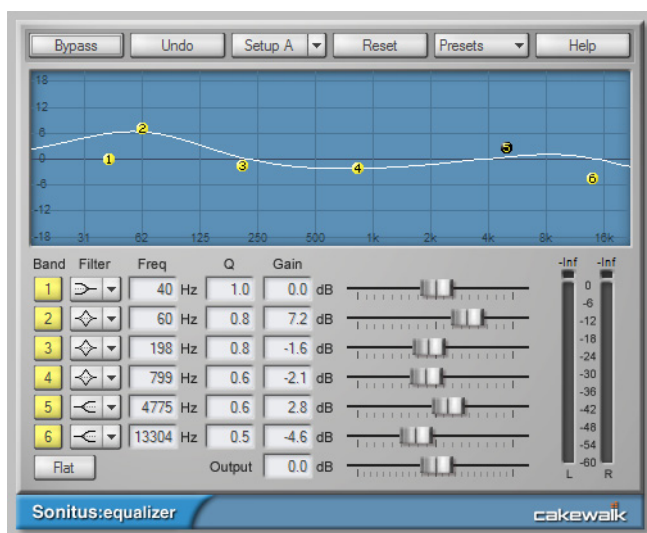 Bypass Undo Setup A Reset Presets Help
18
12
6
0
-6
-12
-18 31 62 125 250 500 1k 2k 4k 8k 16k
1 2 3 4 5 6
Band Filter Freq Q Gain -Inf -Inf
1 40 Hz 1.0 0.0 dB
2 60 Hz 0.8 7.2 dB
3 198 Hz 0.8 -1.6 dB
4 799 Hz 0.6 -2.1 dB
5 4775 Hz 0.6 2.8 dB
6 13304 Hz 0.5 -4.6 dB
Flat Output 0.0 dB
0
-6
-12
-18
-24
-30
-36
-42
-48
-54
-60
L R
Sonitus:equalizer cakewalk